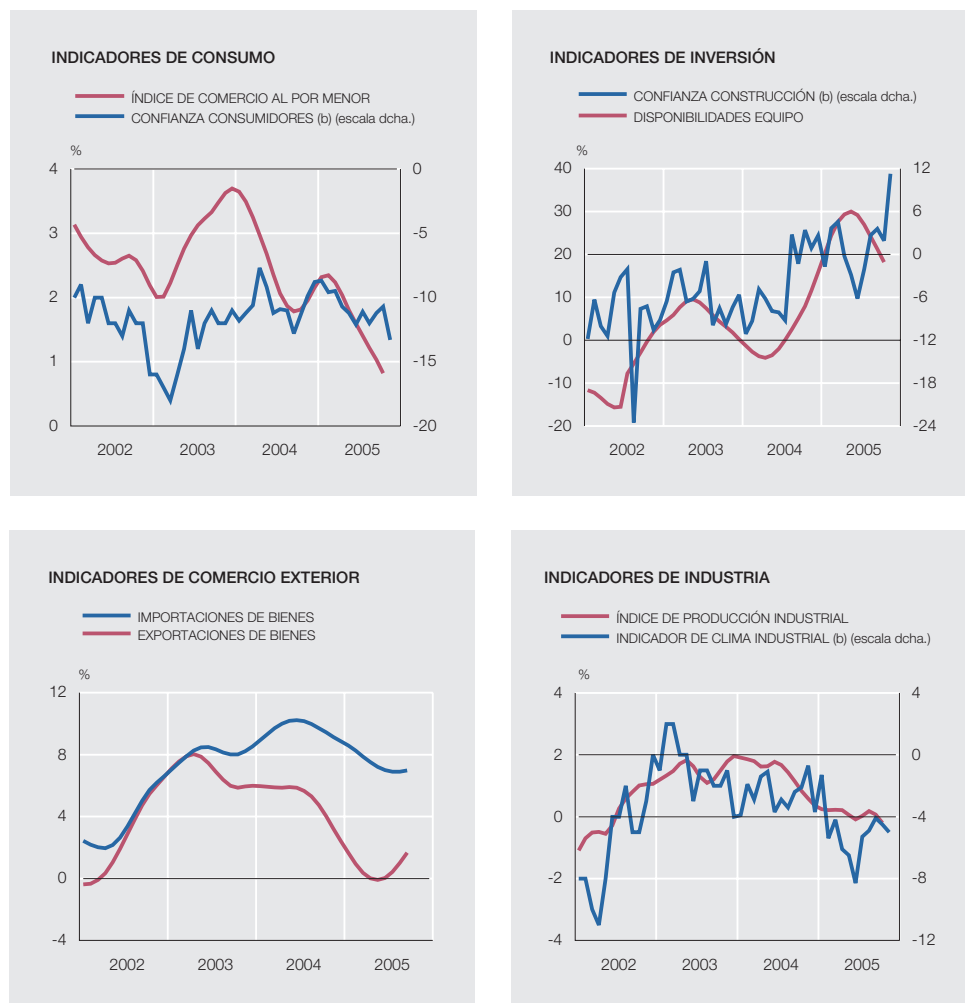 INDICADORES DE CONSUMO
ÍNDICE DE COMERCIO AL POR MENOR
CONFIANZA CONSUMIDORES (b) (escala dcha.)
%
4 0
3 -5
2 -10
1 -15
0 -20
2002 2003 2004 2005
INDICADORES DE INVERSIÓN
CONFIANZA CONSTRUCCIÓN (b) (escala dcha.)
DISPONIBILIDADES EQUIPO
%
40 12
30 6
20 0
10 -6
0 -12
-10 -18
-20 -24
2002 2003 2004 2005
INDICADORES DE COMERCIO EXTERIOR
IMPORTACIONES DE BIENES
EXPORTACIONES DE BIENES
%
12
8
4
0
-4
2002 2003 2004 2005
INDICADORES DE INDUSTRIA
ÍNDICE DE PRODUCCIÓN INDUSTRIAL
INDICADOR DE CLIMA INDUSTRIAL (b) (escala dcha.)
%
4 4
2 0
0 -4
-2 -8
-4 -12
2002 2003 2004 2005